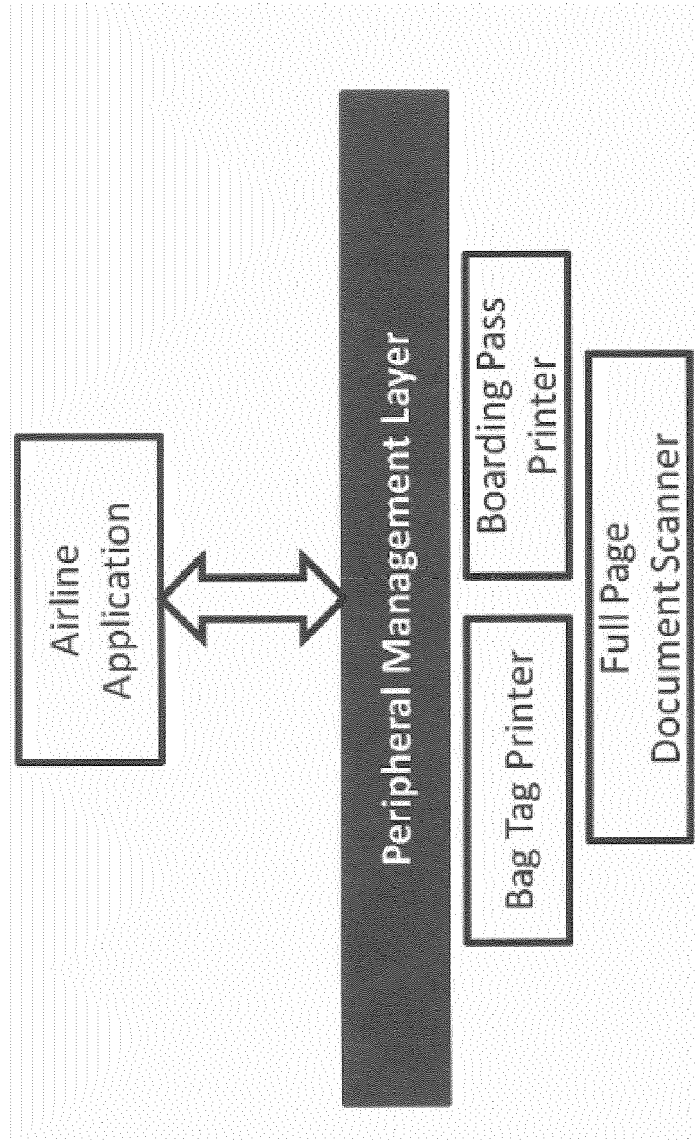 Airline
Application
Peripheral Management Layer
Bag Tag Printer
Boarding Pass
Printer
Full Page
Document Scanner